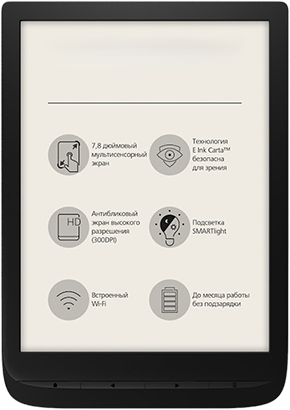 7,8 дюймовый
мультисенсорный
экран
Технология
E Ink Carta™
безопасна
для зрения
Антибликовый
экран высокого
разрешения
(300DPI)
HD
Подсветка
SMARTlight
Встроенный
Wi-Fi
До месяца работы
без подзарядки